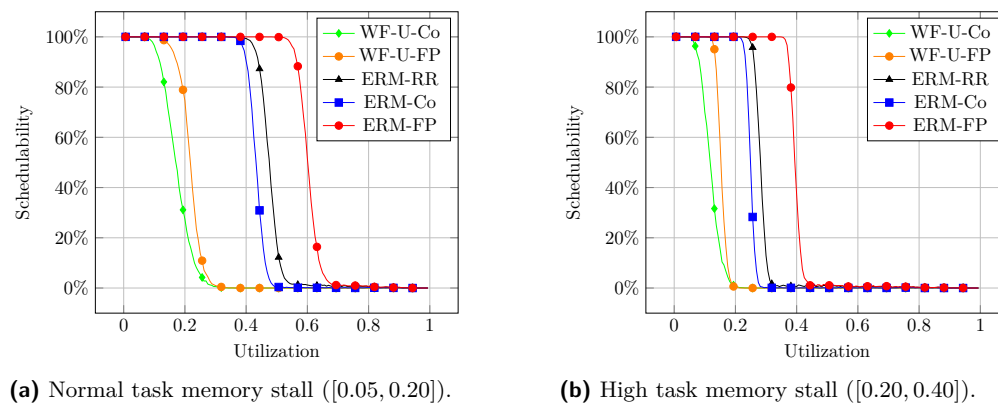 100%
80%
60%
40%
20%
0%
Schedulability
0 0.2 0.4 0.6 0.8 1
Utilization
WF-U-Co
WF-U-FP
ERM-RR
ERM-Co
ERM-FP
(a) Normal task memory stall ([0.05, 0.20]).
100%
80%
60%
40%
20%
0%
Schedulability
0 0.2 0.4 0.6 0.8 1
Utilization
WF-U-Co
WF-U-FP
ERM-RR
ERM-Co
ERM-FP
(b) High task memory stall ([0.20, 0.40]).